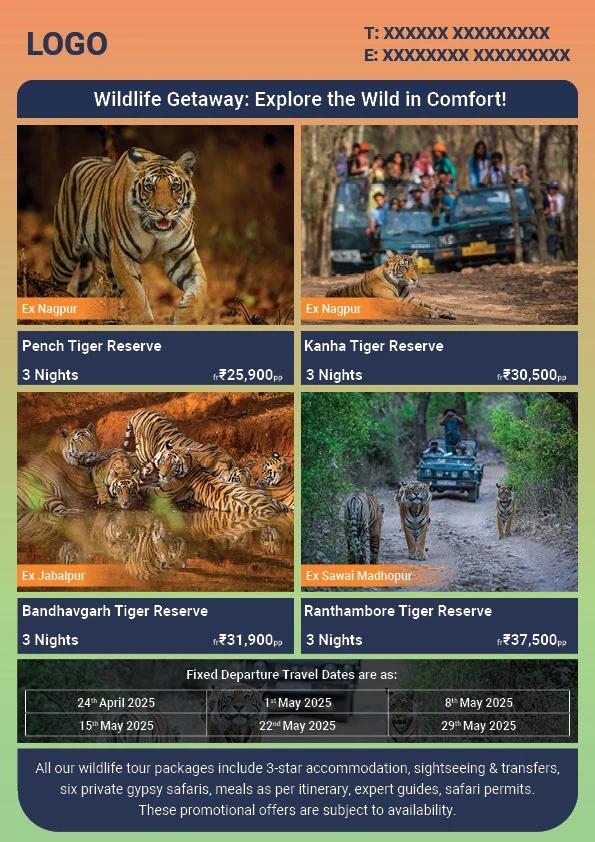 LOGO
T: XXXXXX XXXXXXXXX
E: XXXXXXXX XXXXXXXXX
Wildlife Getaway: Explore the Wild in Comfort!
Ex Nagpur
Ex Nagpur
Pench Tiger Reserve
3 Nights fr₹25,900pp
Kanha Tiger Reserve
3 Nights fr₹30,500pp
Ex Jabalpur
Ex Sawai Madhopur
Bandhavgarh Tiger Reserve
3 Nights fr₹31,900pp
Ranthambore Tiger Reserve
3 Nights fr₹37,500pp
Fixed Departure Travel Dates are as:
24th April 2025 1st May 2025 8th May 2025
15th May 2025 22nd May 2025 29th May 2025
All our wildlife tour packages include 3-star accommodation, sightseeing & transfers,
six private gypsy safaris, meals as per itinerary, expert guides, safari permits.
These promotional offers are subject to availability.